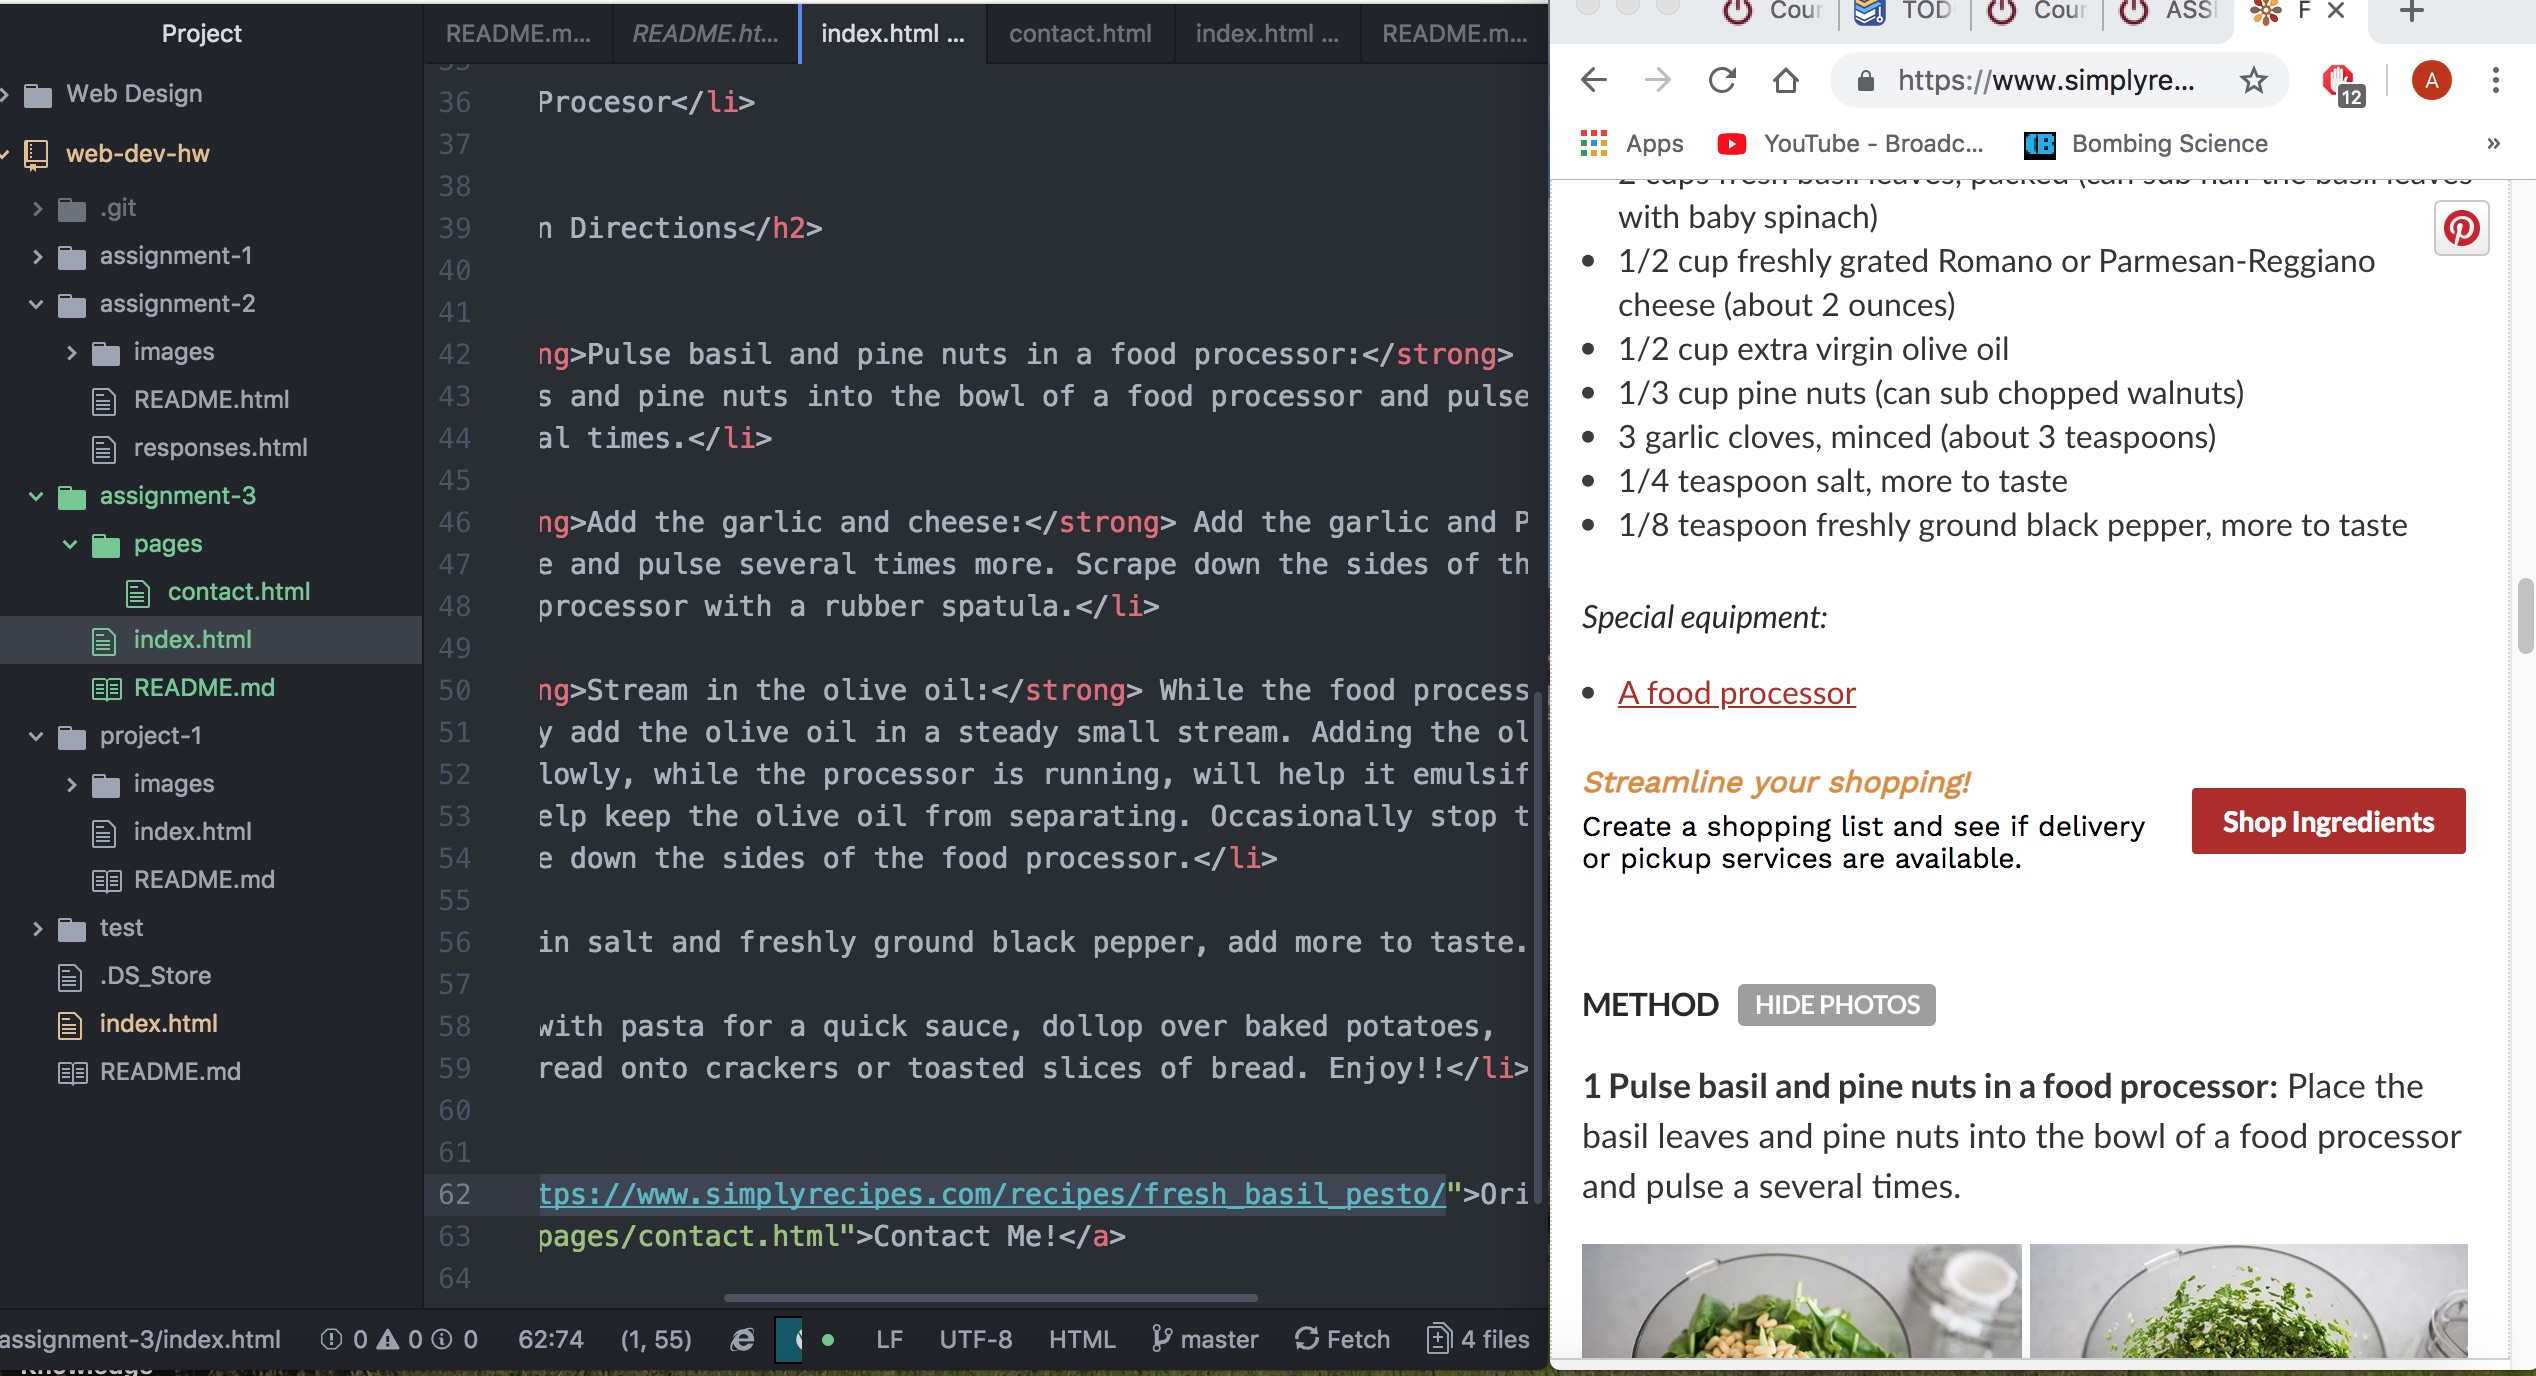 Project
Web Design
web-dev-hw
.git
assignment-1
assignment-2
images
README.html
responses.html
assignment-3
pages
contact.html
index.html
README.md
project-1
images
index.html
README.md
test
.DS_Store
index.html
README.md
README.m...
README.ht...
index.html ...
contact.html
index.html ...
README.m...
36 Procesor</li>
37
38
39 n Directions</h2>
40
41
42 ng>Pulse basil and pine nuts in a food processor:</strong>
43 s and pine nuts into the bowl of a food processor and pulse
44 al times.</li>
45
46 ng>Add the garlic and cheese:</strong> Add the garlic and P
47 e and pulse several times more. Scrape down the sides of th
48 processor with a rubber spatula.</li>
49
50 ng>Stream in the olive oil:</strong> While the food process
51 y add the olive oil in a steady small stream. Adding the ol
52 lowly, while the processor is running, will help it emulsif
53 elp keep the olive oil from separating. Occasionally stop t
54 e down the sides of the food processor.</li>
55
56 in salt and freshly ground black pepper, add more to taste.
57
58 with pasta for a quick sauce, dollop over baked potatoes,
59 read onto crackers or toasted slices of bread. Enjoy!!</li>
60
61
62 tps://www.simplyrecipes.com/recipes/fresh_basil_pesto/">Ori
63 pages/contact.html">Contact Me!</a>
64
assignment-3/index.html 0 0 0 62:74 (1, 55) LF UTF-8 HTML master Fetch 4 files
Cour TOD Cour ASSI F
https://www.simplyre... 12 A
Apps YouTube - Broadc... Bombing Science »
2 cups fresh basil leaves, packed (can sub half the basil leaves
with baby spinach)
1/2 cup freshly grated Romano or Parmesan-Reggiano
cheese (about 2 ounces)
1/2 cup extra virgin olive oil
1/3 cup pine nuts (can sub chopped walnuts)
3 garlic cloves, minced (about 3 teaspoons)
1/4 teaspoon salt, more to taste
1/8 teaspoon freshly ground black pepper, more to taste
Special equipment:
A food processor
Streamline your shopping!
Create a shopping list and see if delivery
or pickup services are available.
Shop Ingredients
METHOD HIDE PHOTOS
1 Pulse basil and pine nuts in a food processor: Place the
basil leaves and pine nuts into the bowl of a food processor
and pulse a several times.